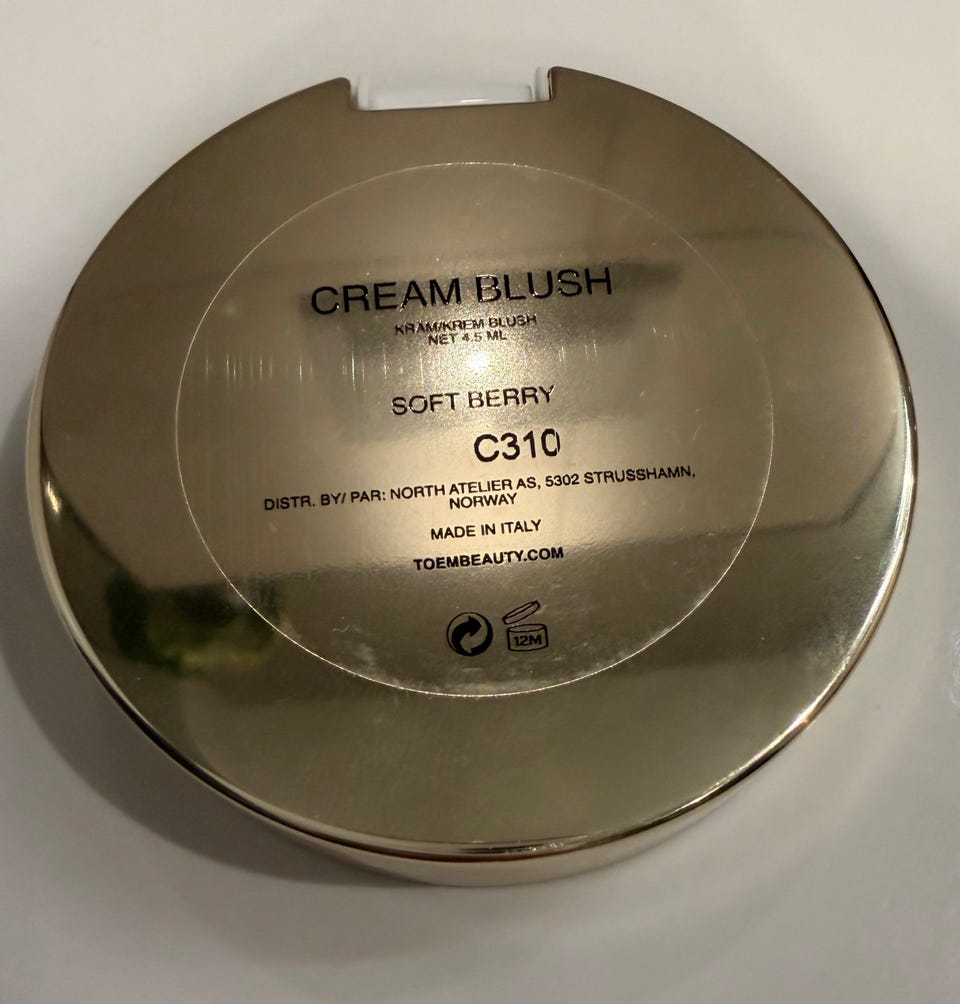 CREAM BLUSH
KRÄM/KREM BLUSH
NET 4.5 ML
SOFT BERRY
C310
DISTR. BY/ PAR: NORTH ATELIER AS, 5302 STRUSSHAMN,
NORWAY
MADE IN ITALY
TOEMBEAUTY.COM
12M